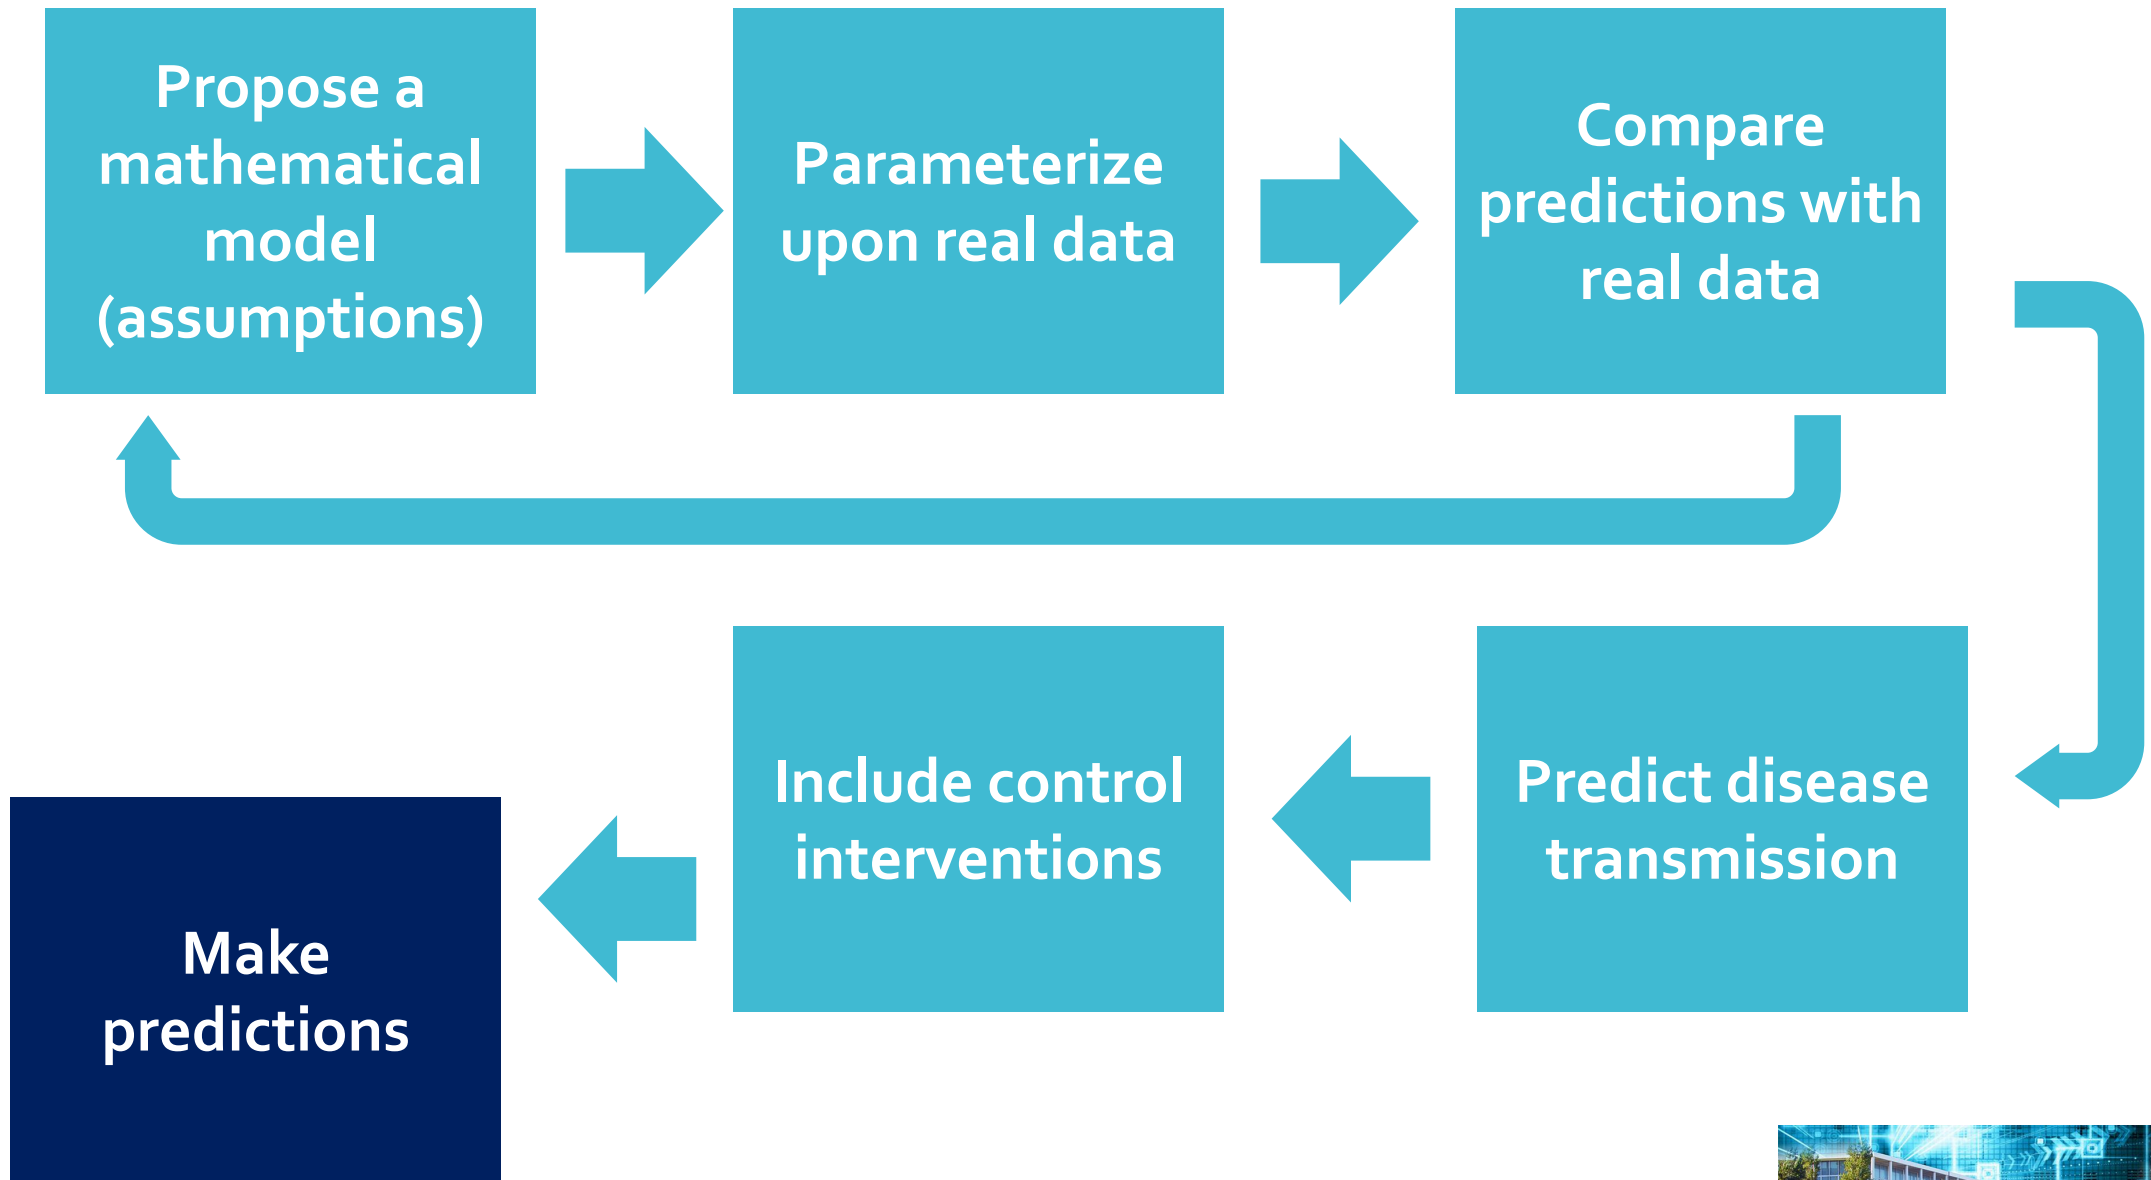 Propose a
mathematical
model
(assumptions)
Parameterize
upon real data
Compare
predictions with
real data
Predict disease
transmission
Include control
interventions
Make
predictions